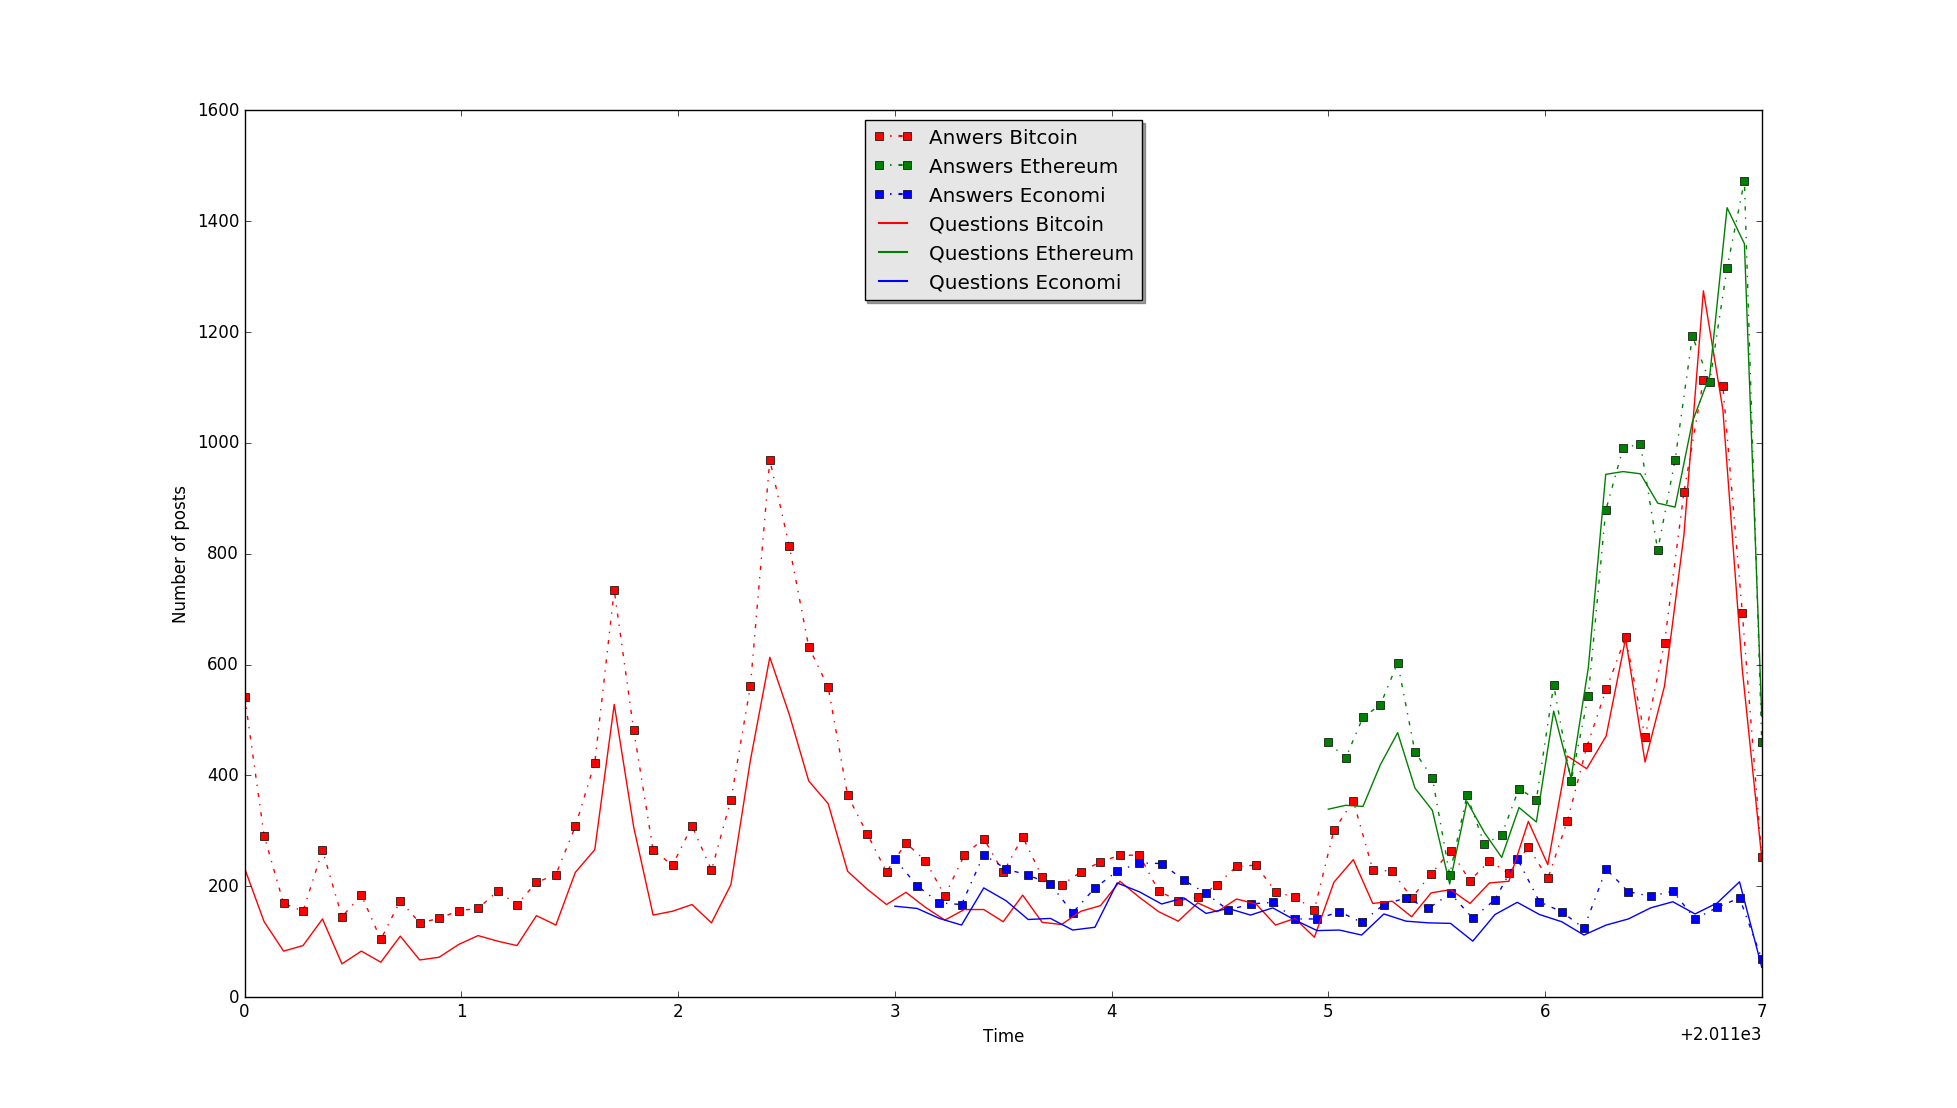 1600
1400
1200
1000
800
600
400
200
0
Number of posts
Anwers Bitcoin
Answers Ethereum
Answers Economi
Questions Bitcoin
Questions Ethereum
Questions Economi
0 1 2 3 4 5 6 7
Time
+2.011e3